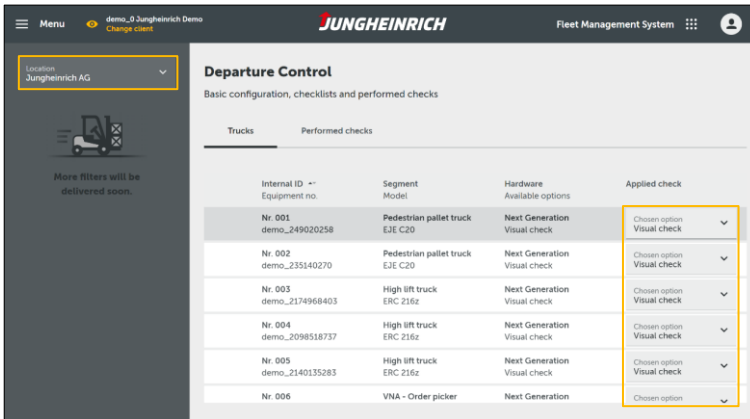 Menu
demo_0 Jungheinrich Demo
Change client
JUNGHEINRICH
Fleet Management System
Location
Jungheinrich AG
More filters will be
delivered soon.
Departure Control
Basic configuration, checklists and performed checks
Trucks
Performed checks
Internal ID
Equipment no.
Segment
Model
Hardware
Available options
Applied check
Nr. 001
demo_249020258
Pedestrian pallet truck
EJE C20
Next Generation
Visual check
Chosen option
Visual check
Nr. 002
demo_235140270
Pedestrian pallet truck
EJE C20
Next Generation
Visual check
Chosen option
Visual check
Nr. 003
demo_2174968403
High lift truck
ERC 216z
Next Generation
Visual check
Chosen option
Visual check
Nr. 004
demo_2098518737
High lift truck
ERC 216z
Next Generation
Visual check
Chosen option
Visual check
Nr. 005
demo_2140135283
High lift truck
ERC 216z
Next Generation
Visual check
Chosen option
Visual check
Nr. 006
VNA - Order picker
Next Generation
Chosen option